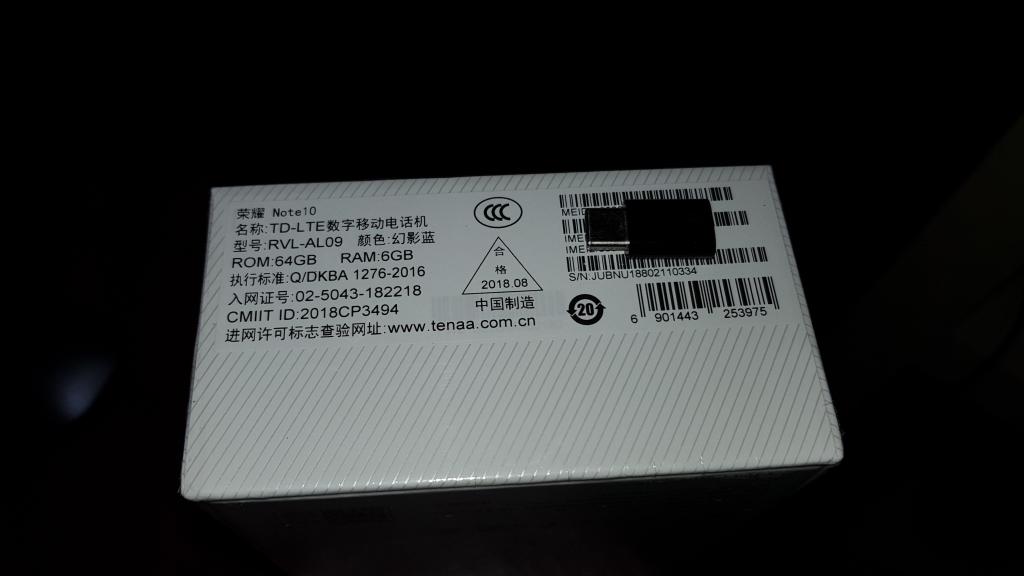 荣耀 Note10
名称:TD-LTE数字移动电话机
型号:RVL-AL09 颜色:幻影蓝
ROM:64GB RAM:6GB
执行标准:Q/DKBA 1276-2016
入网证号:02-5043-182218
CMIIT ID:2018CP3494
进网许可标志查验网址:www.tenaa.com.cn
CCC
合
格
2018.08
中国制造
MEID
IMEI
IME
S/N:JUBNU18802110334
20
6 901443 253975